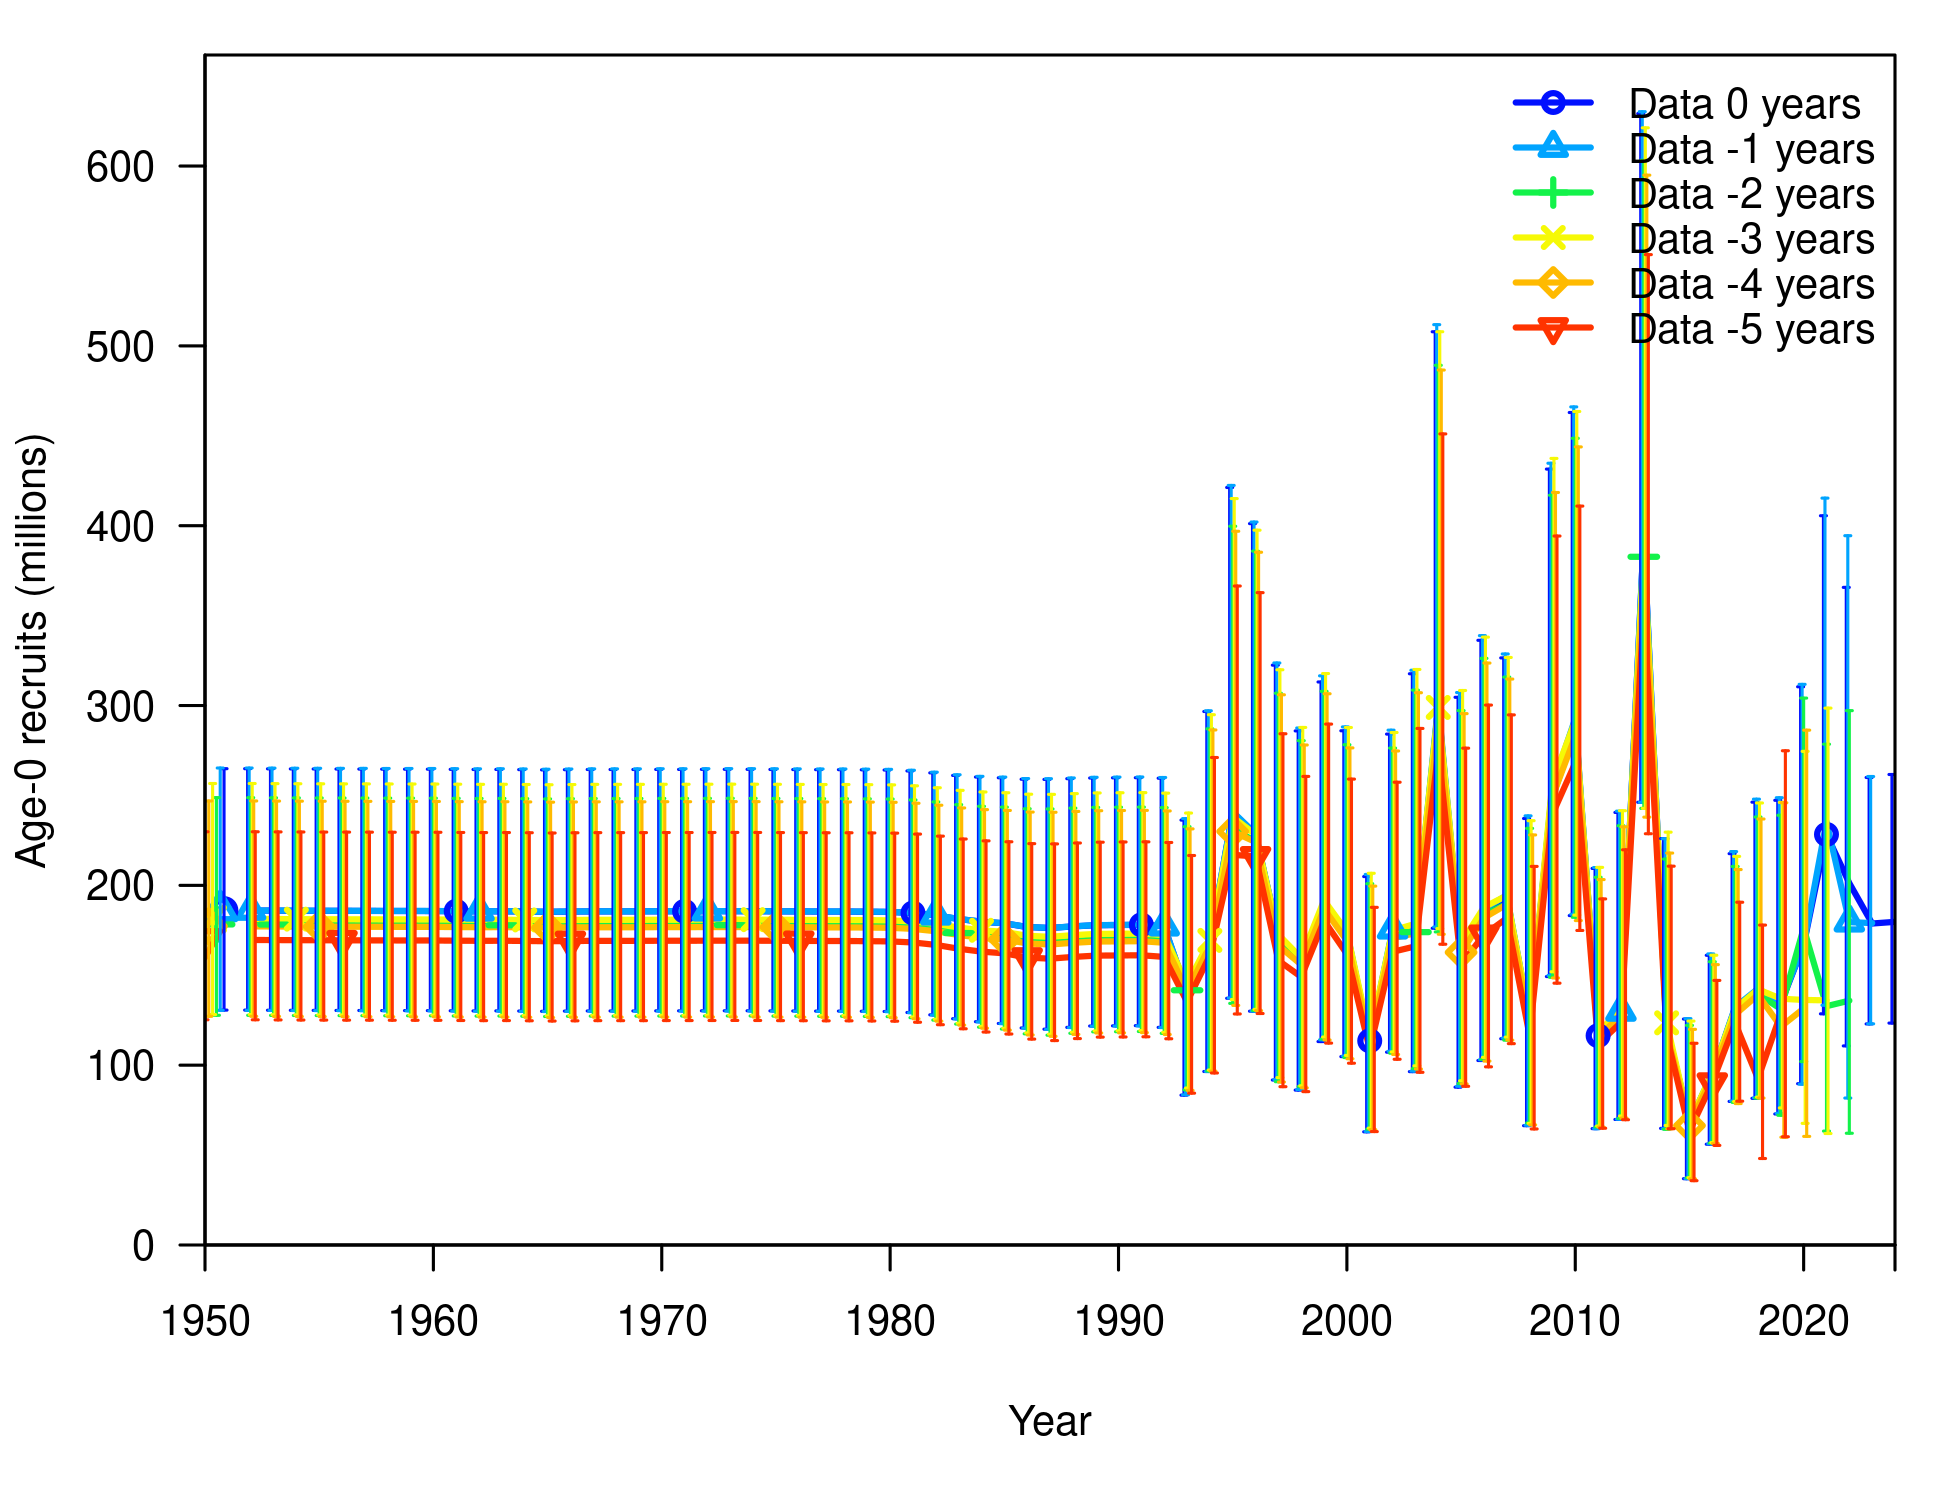 Data 0 years
Data -1 years
Data -2 years
Data -3 years
Data -4 years
Data -5 years
Age-0 recruits (millions)
600
500
400
300
200
100
0
1950 1960 1970 1980 1990 2000 2010 2020
Year